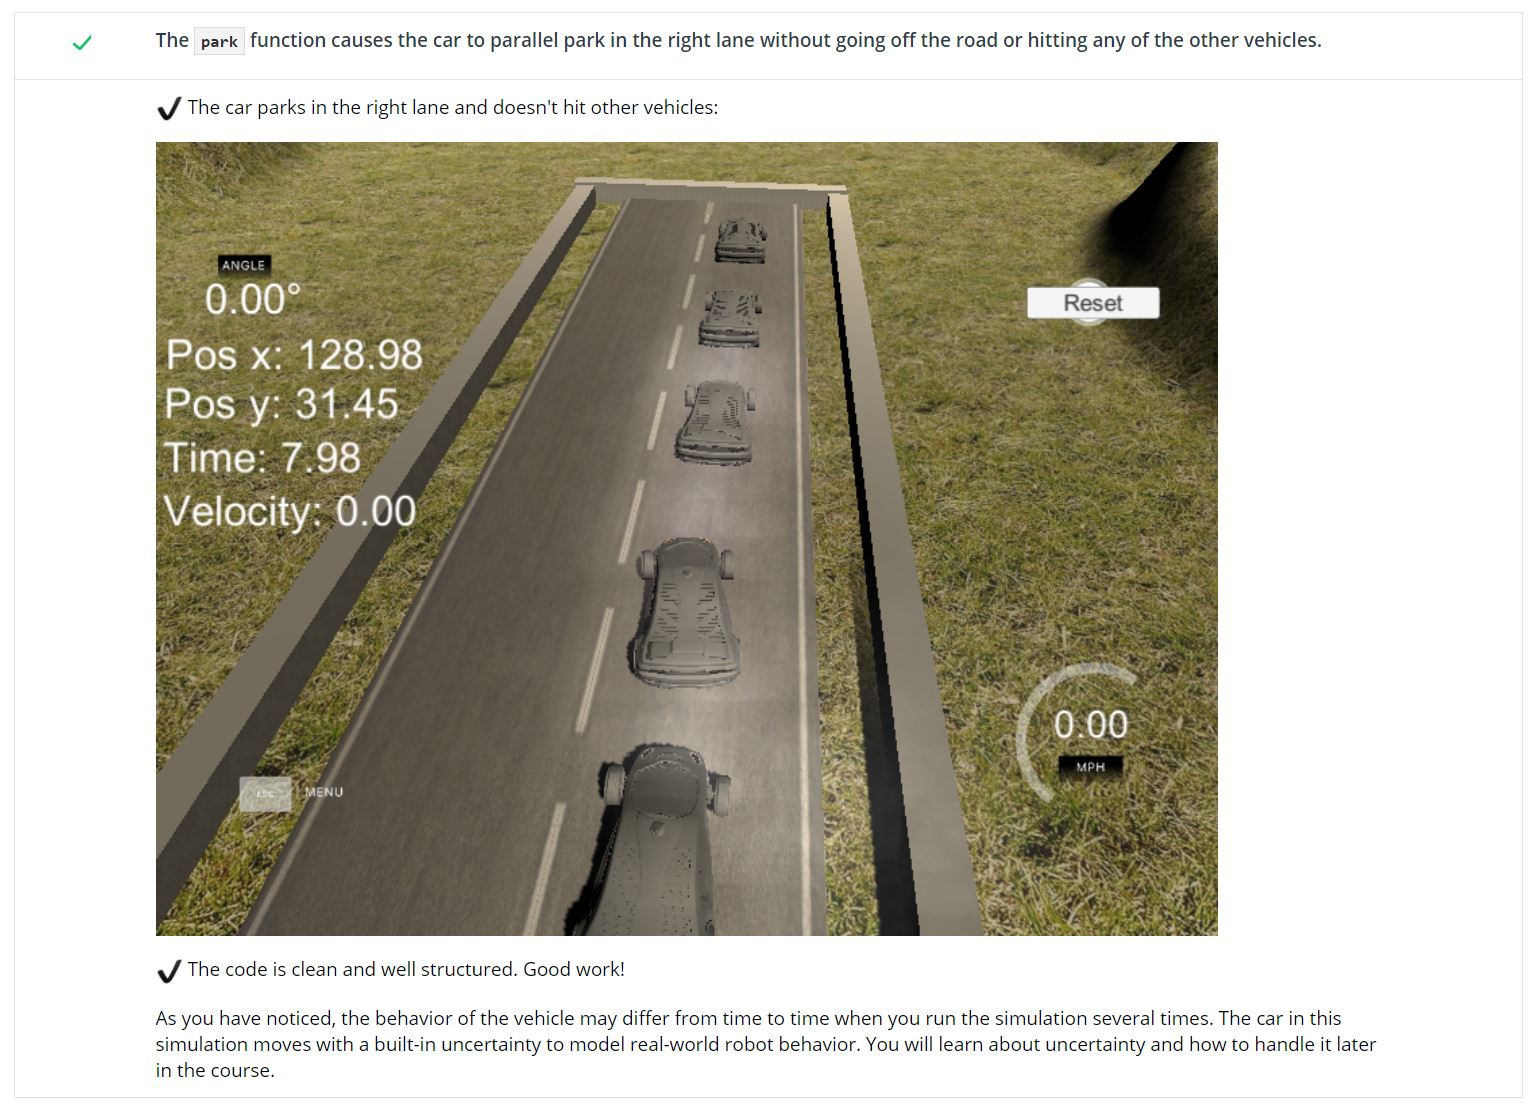 The park function causes the car to parallel park in the right lane without going off the road or hitting any of the other vehicles.
The car parks in the right lane and doesn't hit other vehicles:
ANGLE
0.00°
Pos x: 128.98
Pos y: 31.45
Time: 7.98
Velocity: 0.00
Reset
0.00
MPH
ESC MENU
The code is clean and well structured. Good work!
As you have noticed, the behavior of the vehicle may differ from time to time when you run the simulation several times. The car in this
simulation moves with a built-in uncertainty to model real-world robot behavior. You will learn about uncertainty and how to handle it later
in the course.